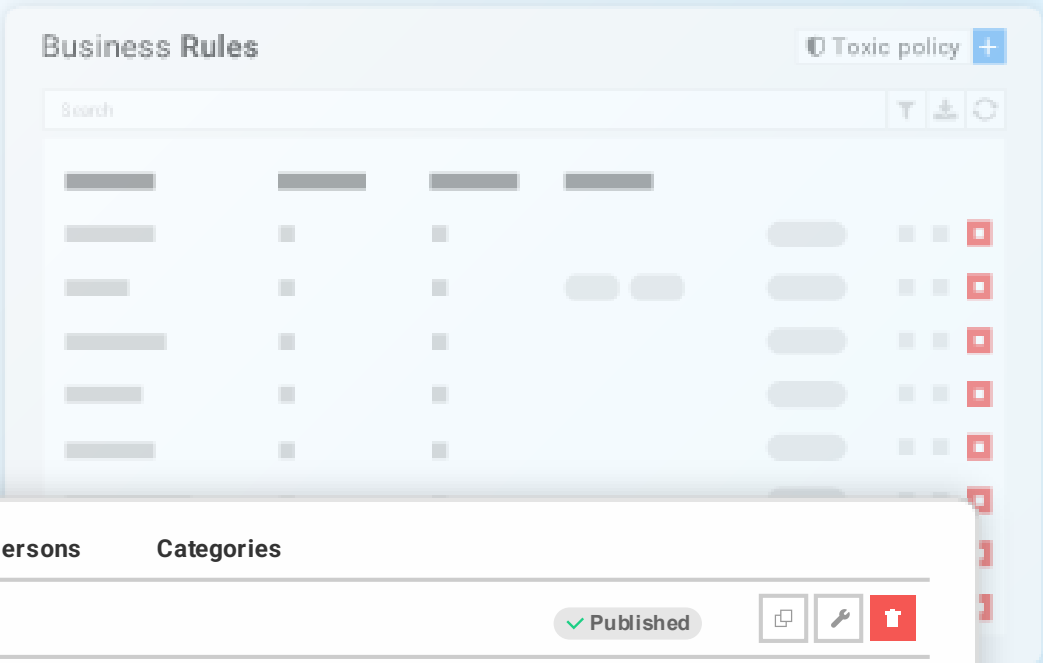 Business Rules
Toxic policy
Search
ersons Categories
Published